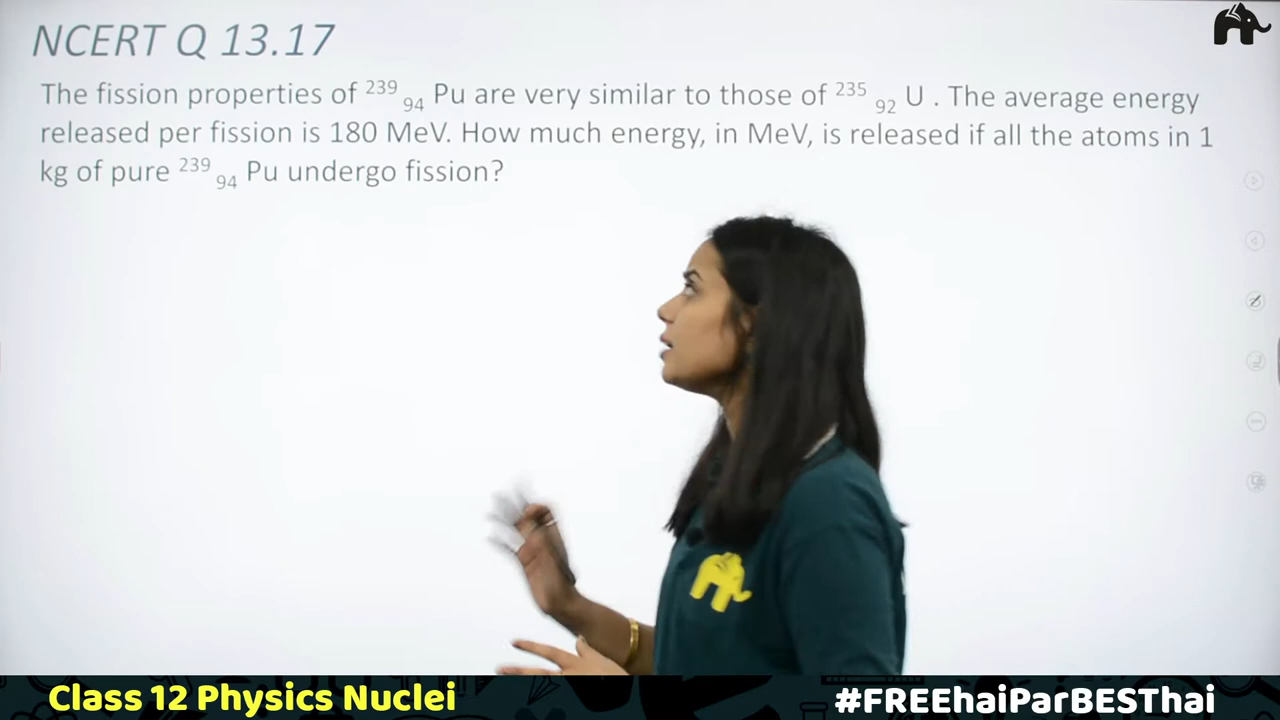 NCERT Q 13.17
The fission properties of ²³⁹ ₉₄ Pu are very similar to those of ²³⁵ ₉₂ U . The average energy
released per fission is 180 MeV. How much energy, in MeV, is released if all the atoms in 1
kg of pure ²³⁹ ₉₄ Pu undergo fission?
Class 12 Physics Nuclei
#FREEhaiParBESThai